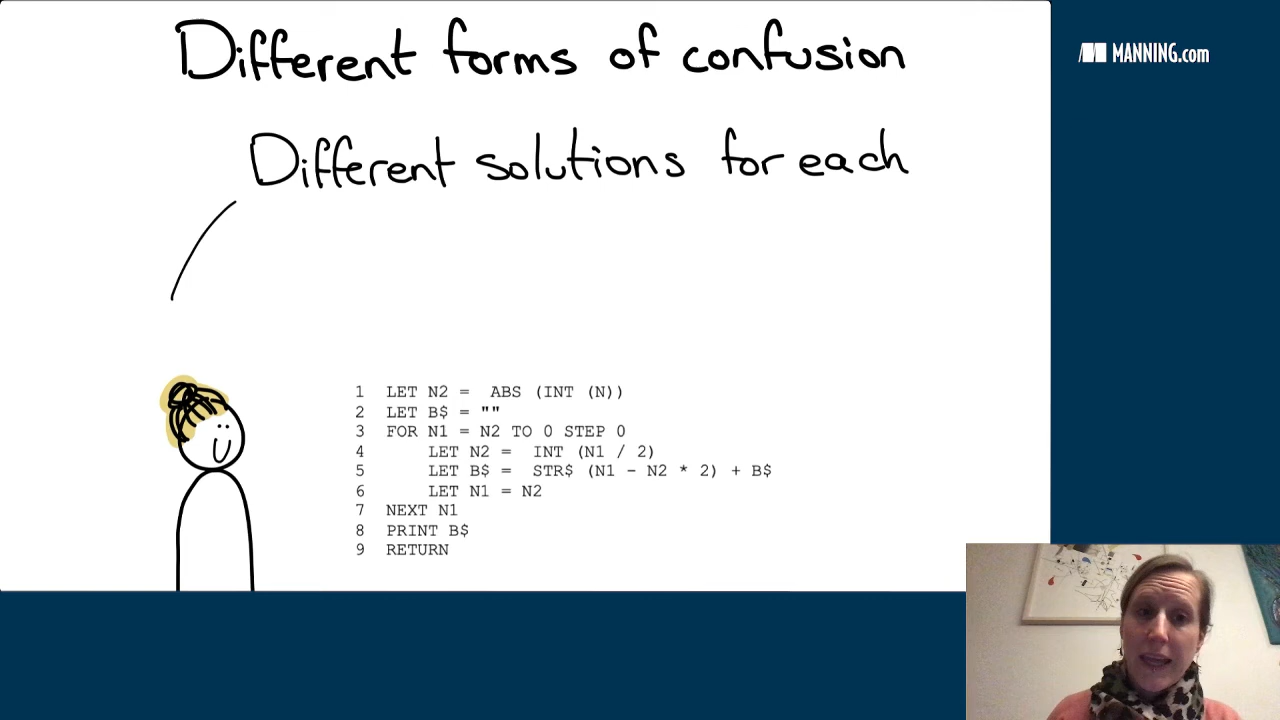 Different forms of confusion
MANNING.com
Different solutions for each
1 LET N2 = ABS (INT (N))
2 LET B$ = ""
3 FOR N1 = N2 TO 0 STEP 0
4 LET N2 = INT (N1 / 2)
5 LET B$ = STR$ (N1 - N2 * 2) + B$
6 LET N1 = N2
7 NEXT N1
8 PRINT B$
9 RETURN